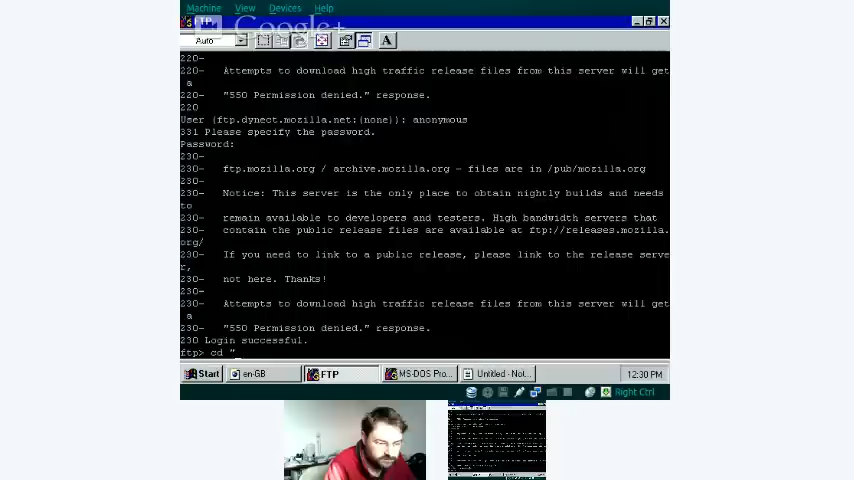 Machine View Devices Help
Google+
FTP
Auto
A
220-
220- Attempts to download high traffic release files from this server will get
a
220- "550 Permission denied." response.
220
User (ftp.dynect.mozilla.net:(none)): anonymous
331 Please specify the password.
Password:
230-
230- ftp.mozilla.org / archive.mozilla.org - files are in /pub/mozilla.org
230-
230- Notice: This server is the only place to obtain nightly builds and needs
to
230- remain available to developers and testers. High bandwidth servers that
230- contain the public release files are available at ftp://releases.mozilla.
org/
230- If you need to link to a public release, please link to the release serve
r,
230- not here. Thanks!
230-
230- Attempts to download high traffic release files from this server will get
a
230- "550 Permission denied." response.
230 Login successful.
ftp> cd "_
Start en-GB FTP MS-DOS Pro... Untitled - Not... 12:30 PM
Right Ctrl